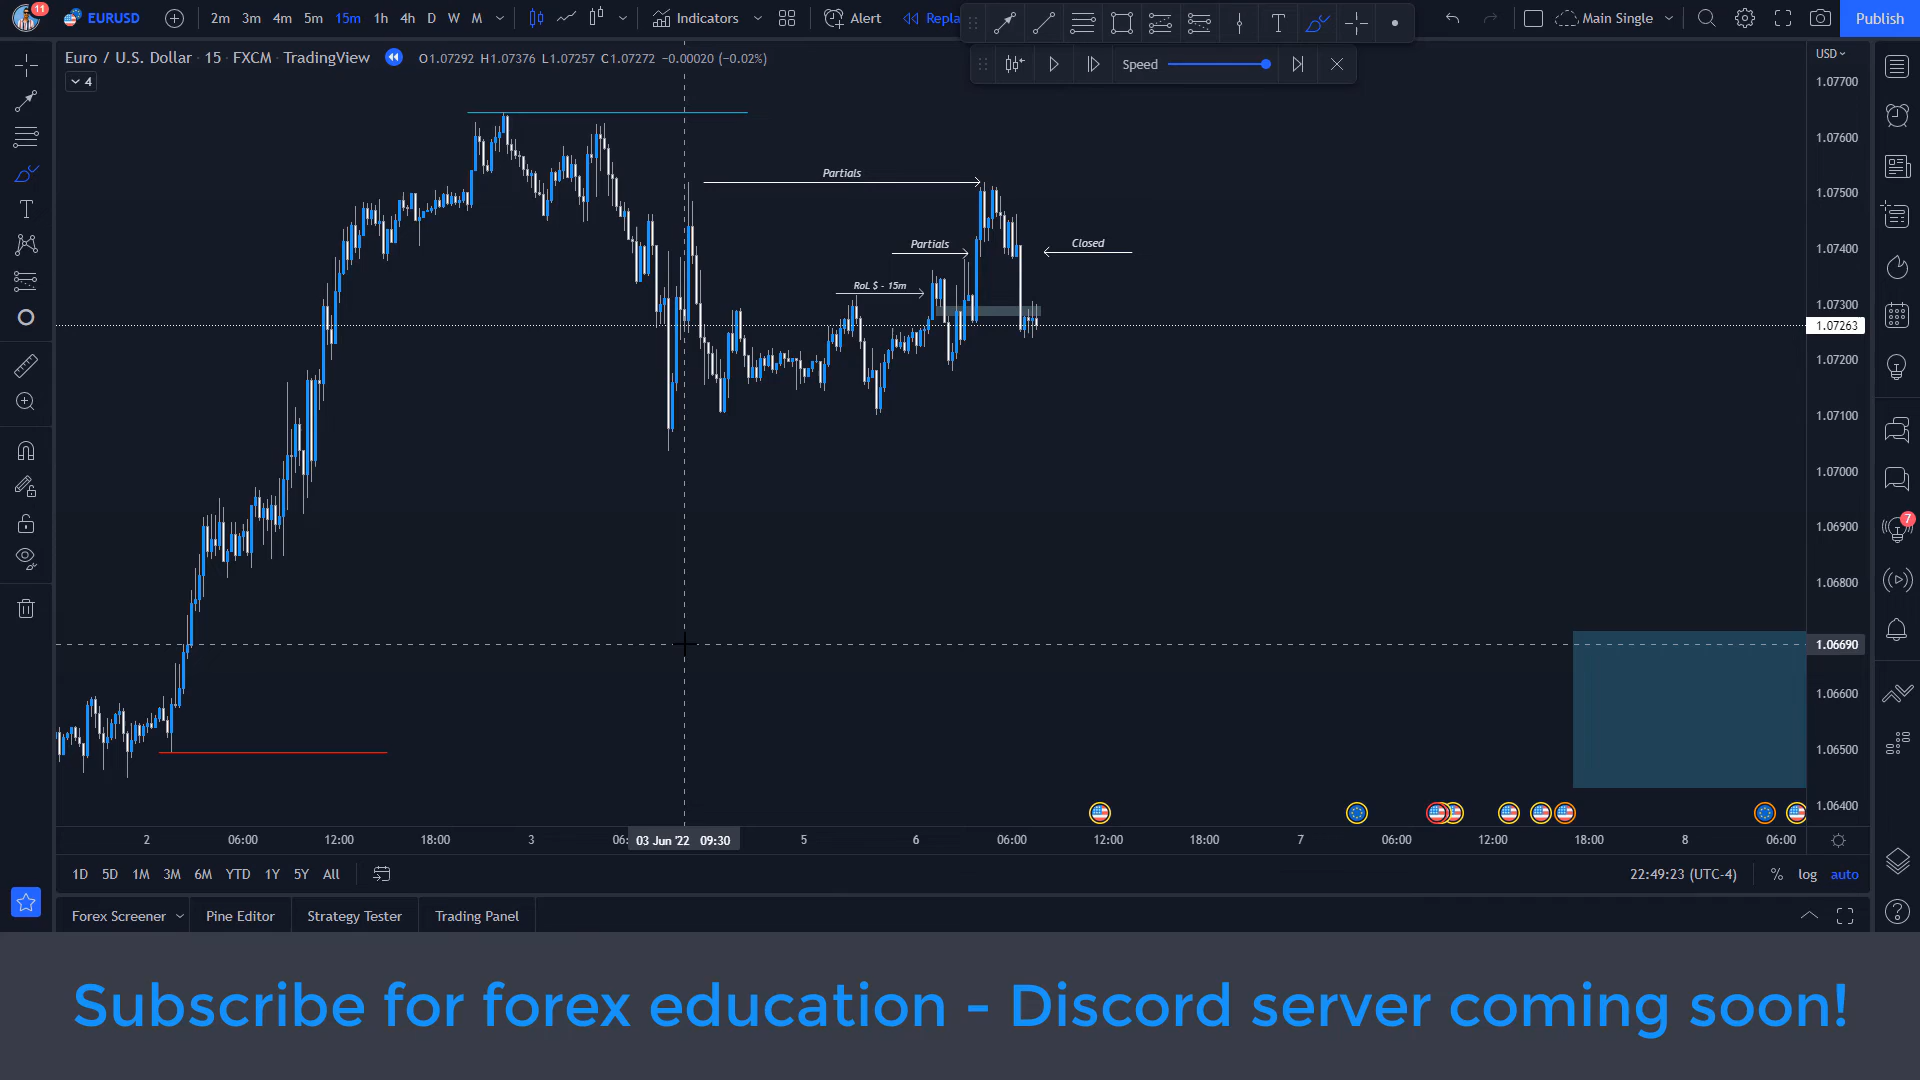 11
EURUSD
2m 3m 4m 5m 15m 1h 4h D W M
Indicators
Alert
Repla
Main Single
Publish
Euro / U.S. Dollar · 15 · FXCM · TradingView
O1.07292 H1.07376 L1.07257 C1.07272 −0.00020 (−0.02%)
Speed
USD
4
1.07700
1.07600
Partials
1.07500
Partials
Closed
1.07400
RoL $ - 15m
1.07300
1.07263
1.07200
1.07100
1.07000
1.06900
7
1.06800
1.06690
1.06600
1.06500
1.06400
2 06:00 12:00 18:00 3 06: 03 Jun '22 09:30 5 6 06:00 12:00 18:00 7 06:00 12:00 18:00 8 06:00
1D 5D 1M 3M 6M YTD 1Y 5Y All
22:49:23 (UTC-4) % log auto
Forex Screener Pine Editor Strategy Tester Trading Panel
Subscribe for forex education - Discord server coming soon!